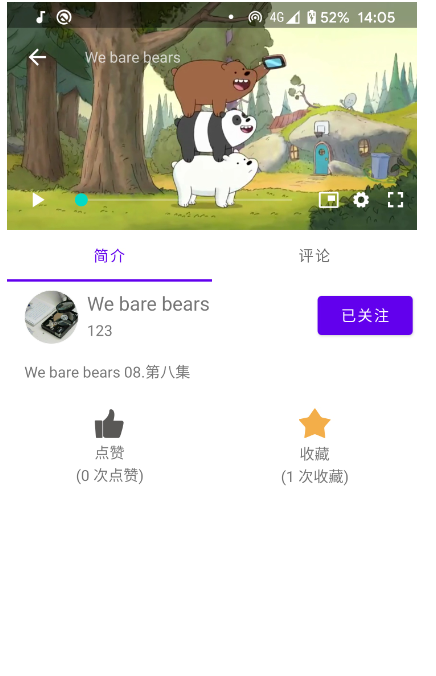 4G 52% 14:05
We bare bears
简介 评论
We bare bears
123
已关注
We bare bears 08.第八集
点赞 收藏
(0 次点赞) (1 次收藏)